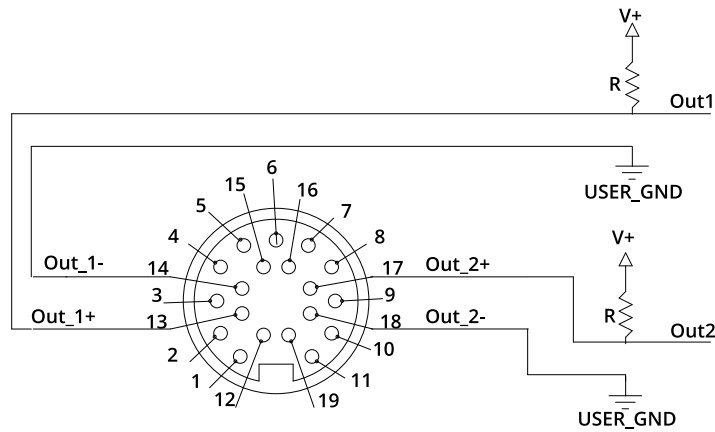 V+
R
Out1
USER_GND
6
15
16
5
7
4
8
Out_1-
14
17
Out_2+
V+
3
9
Out_1+
13
18
Out_2-
R
Out2
2
10
1
11
12
19
USER_GND